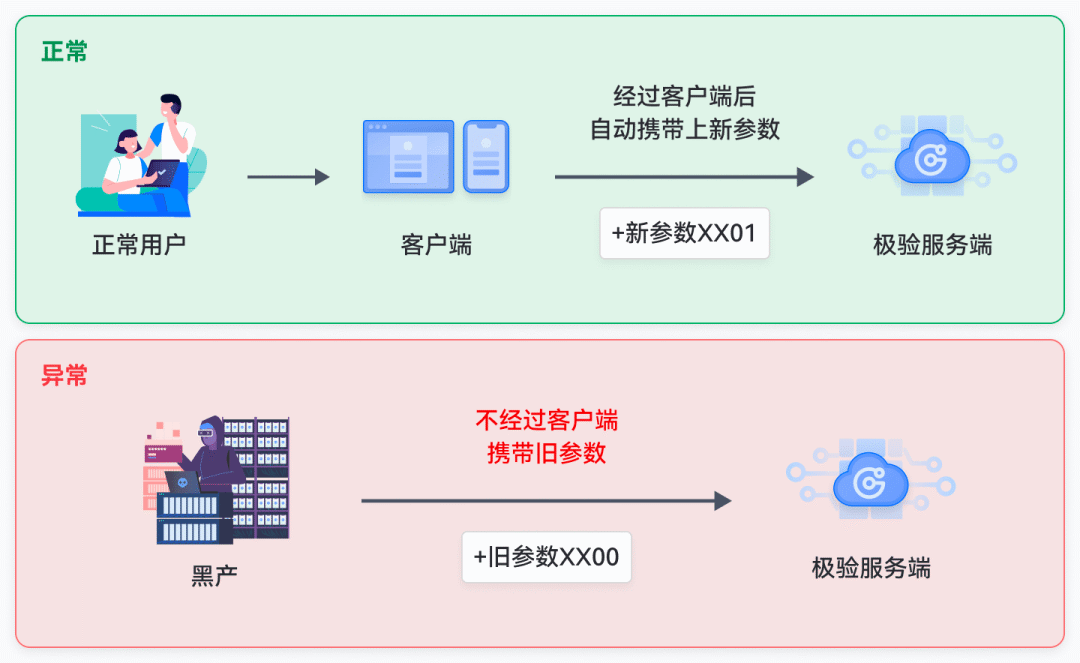 正常
经过客户端后
自动携带上新参数
+新参数XX01
正常用户
客户端
极验服务端
异常
不经过客户端
携带旧参数
+旧参数XX00
黑产
极验服务端